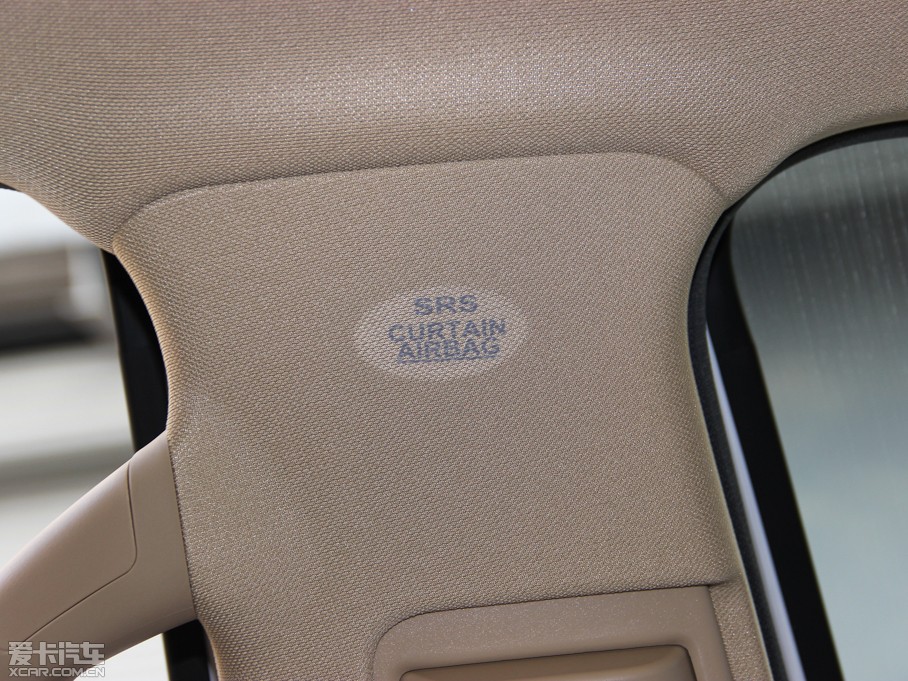 SRS
CURTAIN
AIRBAG
爱卡汽车
XCAR.COM.CN